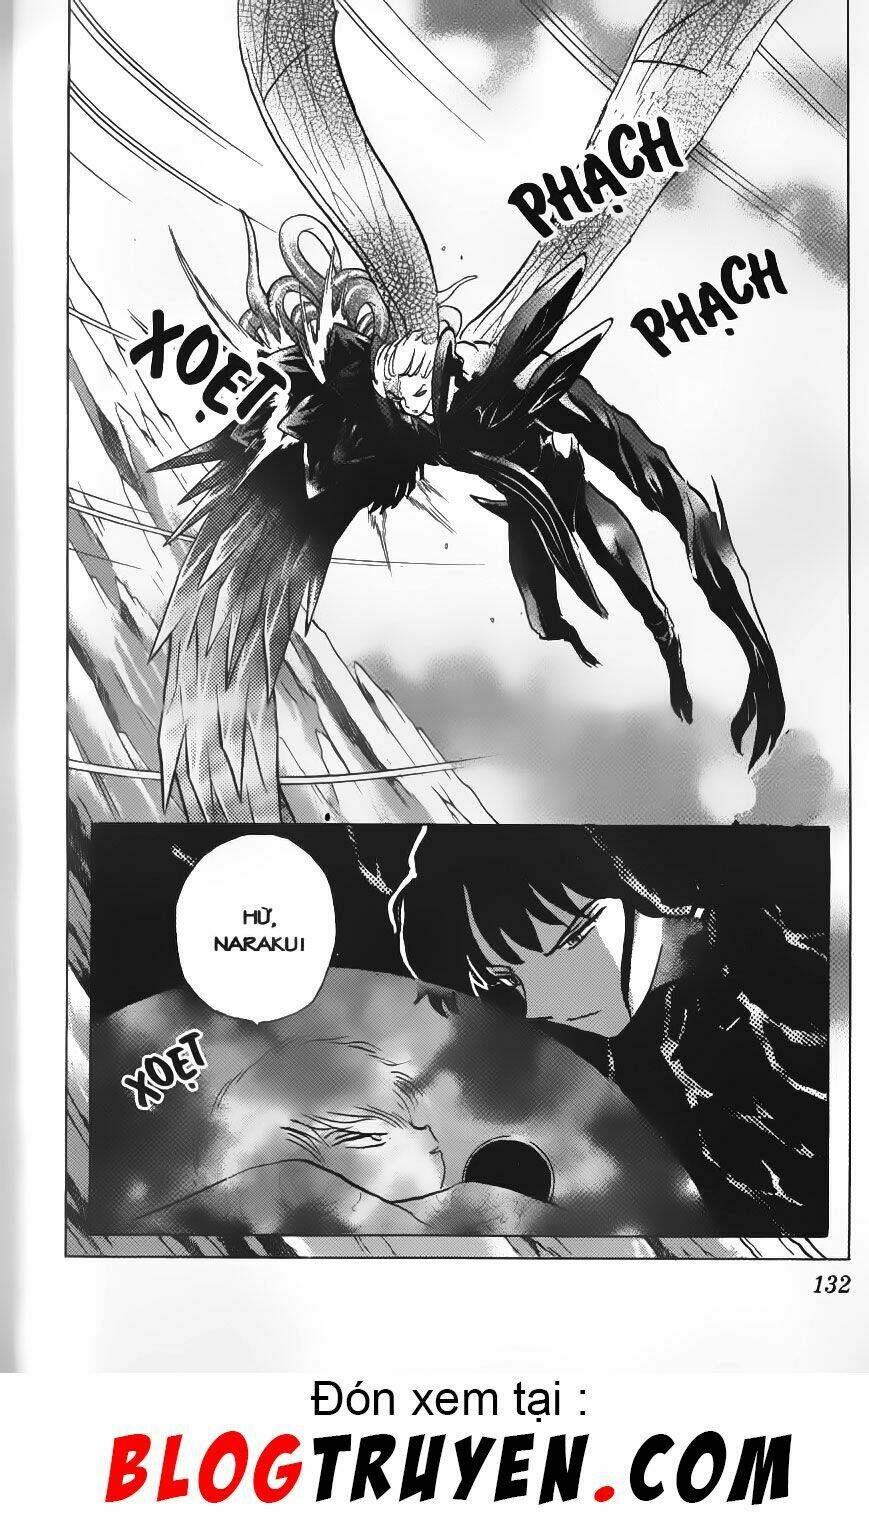 PHẠCH
PHẠCH
XOẸT
HỪ,
NARAKU!
XOẸT
132
Đón xem tại :
BLOGTRUYEN.COM